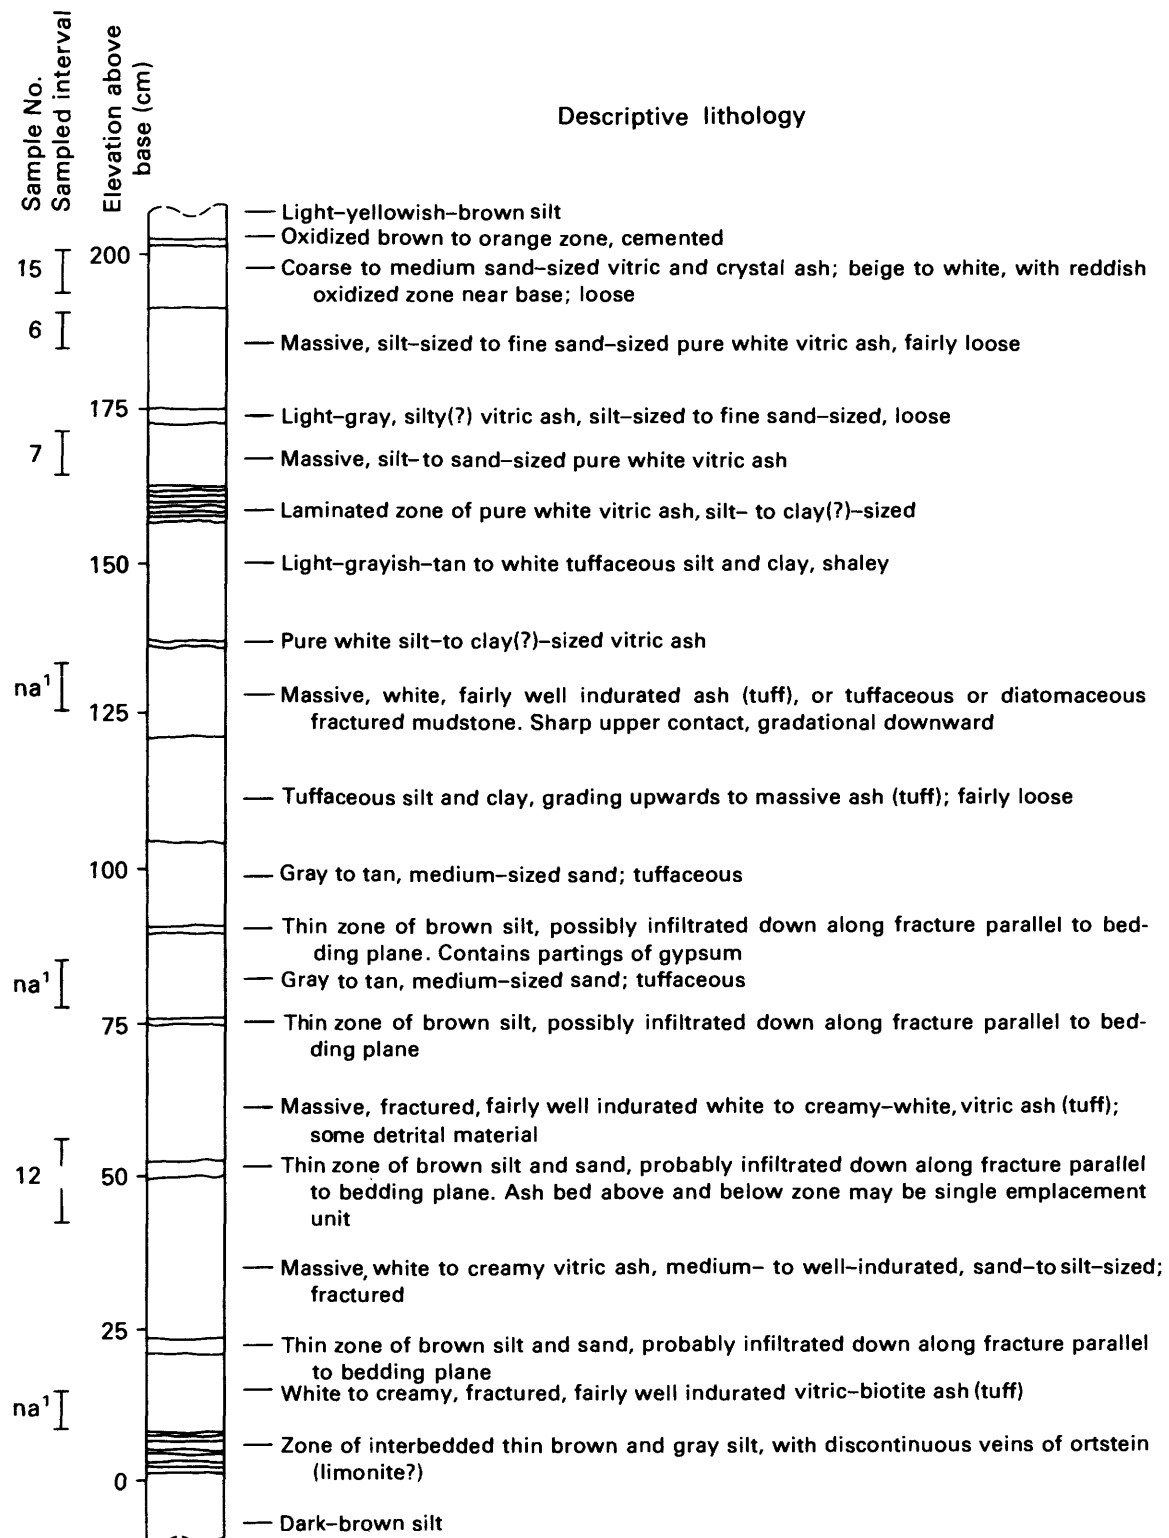 Sample No.
Sampled interval
Elevation above
base (cm)
Descriptive lithology
Light-yellowish-brown silt
Oxidized brown to orange zone, cemented
200
15
Coarse to medium sand-sized vitric and crystal ash; beige to white, with reddish
oxidized zone near base; loose
6
Massive, silt-sized to fine sand-sized pure white vitric ash, fairly loose
175
Light-gray, silty(?) vitric ash, silt-sized to fine sand-sized, loose
7
Massive, silt-to sand-sized pure white vitric ash
Laminated zone of pure white vitric ash, silt- to clay(?)-sized
150
Light-grayish-tan to white tuffaceous silt and clay, shaley
Pure white silt-to clay(?)-sized vitric ash
na¹
Massive, white, fairly well indurated ash (tuff), or tuffaceous or diatomaceous
125
fractured mudstone. Sharp upper contact, gradational downward
Tuffaceous silt and clay, grading upwards to massive ash (tuff); fairly loose
100
Gray to tan, medium-sized sand; tuffaceous
Thin zone of brown silt, possibly infiltrated down along fracture parallel to bed-
ding plane. Contains partings of gypsum
na¹
Gray to tan, medium-sized sand; tuffaceous
75
Thin zone of brown silt, possibly infiltrated down along fracture parallel to bed-
ding plane
Massive, fractured, fairly well indurated white to creamy-white, vitric ash (tuff);
some detrital material
12
50
Thin zone of brown silt and sand, probably infiltrated down along fracture parallel
to bedding plane. Ash bed above and below zone may be single emplacement
unit
Massive, white to creamy vitric ash, medium- to well-indurated, sand-to silt-sized;
fractured
25
Thin zone of brown silt and sand, probably infiltrated down along fracture parallel
to bedding plane
na¹
White to creamy, fractured, fairly well indurated vitric-biotite ash (tuff)
Zone of interbedded thin brown and gray silt, with discontinuous veins of ortstein
(limonite?)
0
Dark-brown silt